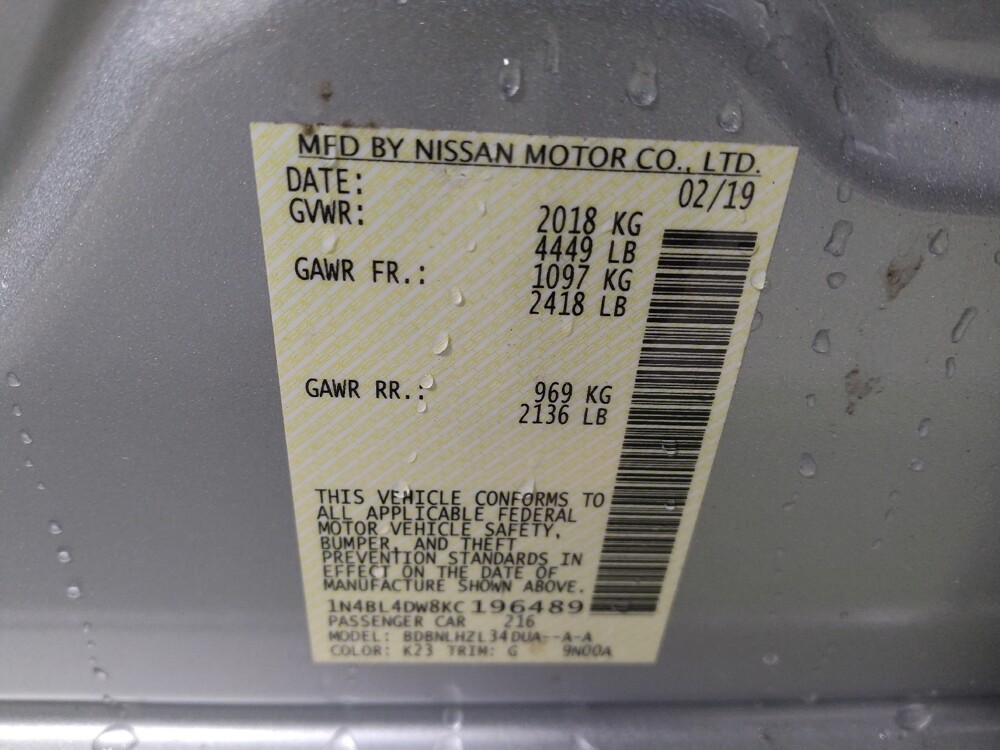 MFD BY NISSAN MOTOR CO., LTD.
DATE: 02/19
GVWR: 2018 KG
4449 LB
GAWR FR.: 1097 KG
2418 LB
GAWR RR.: 969 KG
2136 LB
THIS VEHICLE CONFORMS TO
ALL APPLICABLE FEDERAL
MOTOR VEHICLE SAFETY,
BUMPER, AND THEFT
PREVENTION STANDARDS IN
EFFECT ON THE DATE OF
MANUFACTURE SHOWN ABOVE.
1N4BL4DW8KC196489
PASSENGER CAR 216
MODEL: BDBNLHZL34DUA--A-A
COLOR: K23 TRIM: G 9N00A